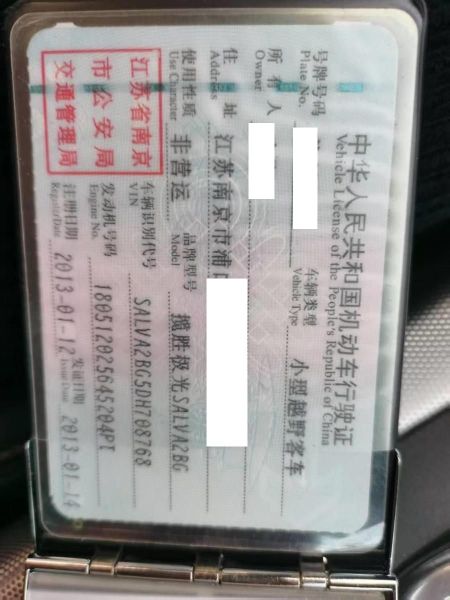 中华人民共和国机动车行驶证
Vehicle License of the People's Republic of China
号牌号码 Plate No. 车辆类型 Vehicle Type 小型越野客车
所有人 Owner
住址 Address 江苏南京市浦
使用性质 Use Character 非营运 品牌型号 Model 揽胜极光SALVA2BG
江苏省南京
市公安局
交通管理局
车辆识别代号 VIN SALVA2BG5DH708768
发动机号码 Engine No. 180512025645204PT
注册日期 Register Date 2013-01-12 发证日期 Issue Date 2013-01-14